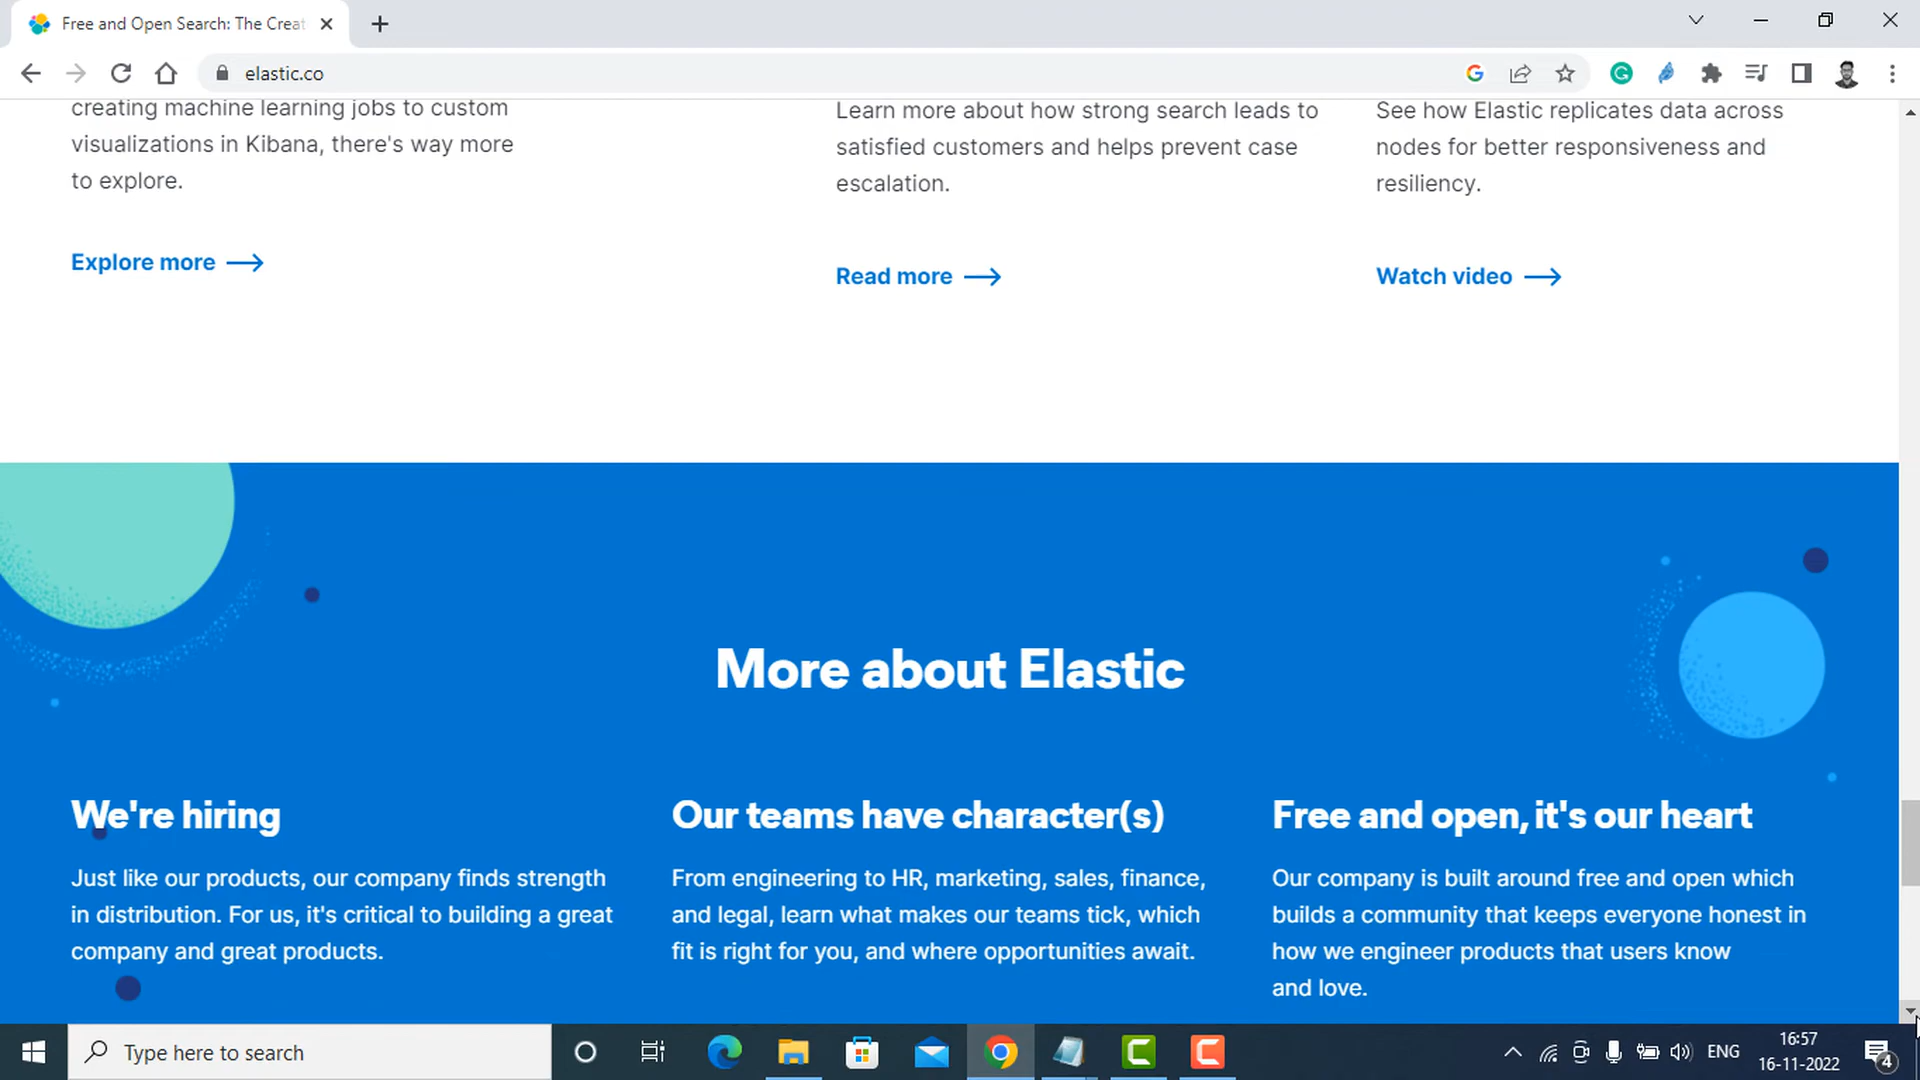 Free and Open Search: The Creat
elastic.co
creating machine learning jobs to custom
visualizations in Kibana, there's way more
to explore.
Explore more
Learn more about how strong search leads to
satisfied customers and helps prevent case
escalation.
Read more
See how Elastic replicates data across
nodes for better responsiveness and
resiliency.
Watch video
More about Elastic
We're hiring
Just like our products, our company finds strength
in distribution. For us, it's critical to building a great
company and great products.
Our teams have character(s)
From engineering to HR, marketing, sales, finance,
and legal, learn what makes our teams tick, which
fit is right for you, and where opportunities await.
Free and open, it's our heart
Our company is built around free and open which
builds a community that keeps everyone honest in
how we engineer products that users know
and love.
Type here to search
ENG
16:57
16-11-2022
4